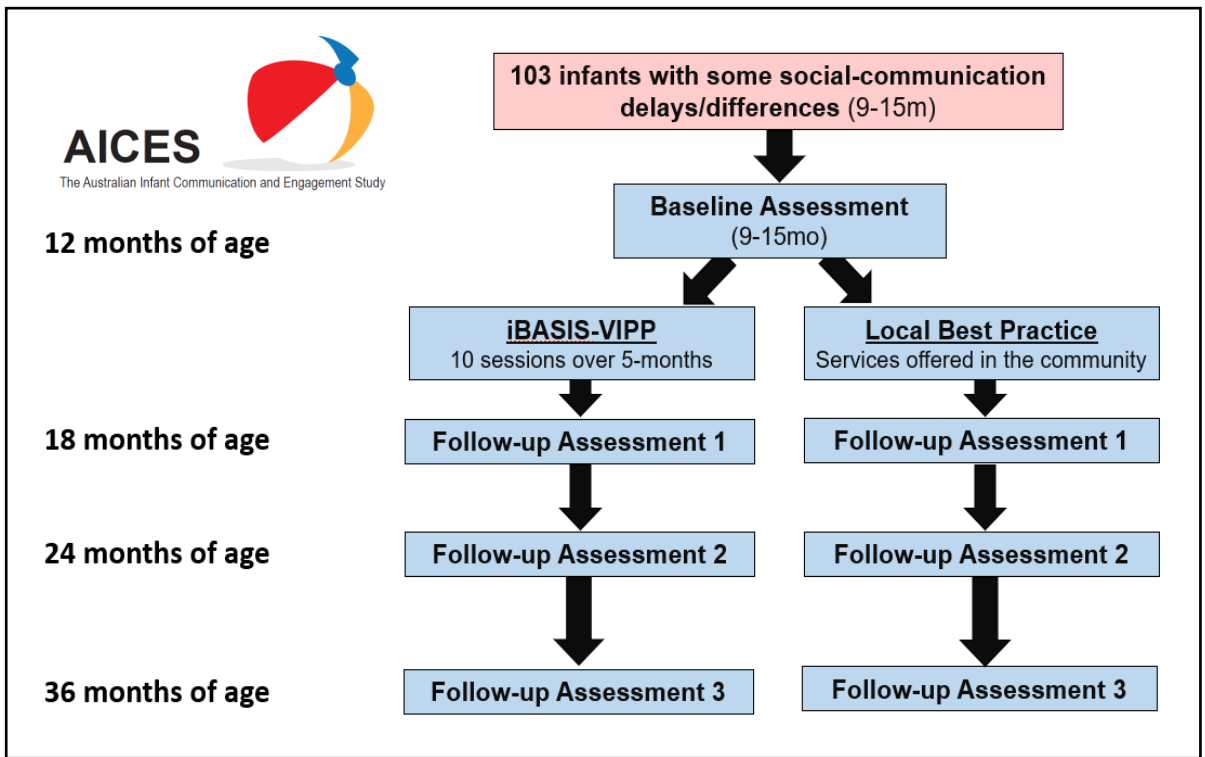 AICES
The Australian Infant Communication and Engagement Study
103 infants with some social-communication
delays/differences (9-15m)
12 months of age
Baseline Assessment
(9-15mo)
iBASIS-VIPP
10 sessions over 5-months
Local Best Practice
Services offered in the community
18 months of age
Follow-up Assessment 1
Follow-up Assessment 1
24 months of age
Follow-up Assessment 2
Follow-up Assessment 2
36 months of age
Follow-up Assessment 3
Follow-up Assessment 3